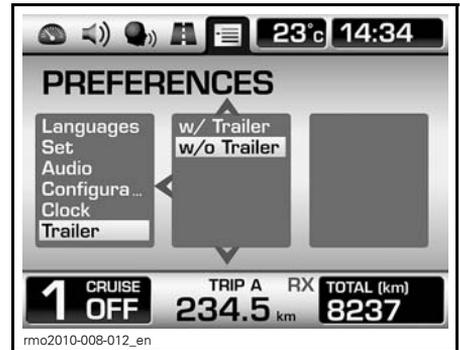 23°c 14:34
PREFERENCES
Languages
Set
Audio
Configura...
Clock
Trailer
w/ Trailer
w/o Trailer
1 CRUISE OFF
TRIP A
234.5 km
RX
TOTAL (km)
8237
rmo2010-008-012_en